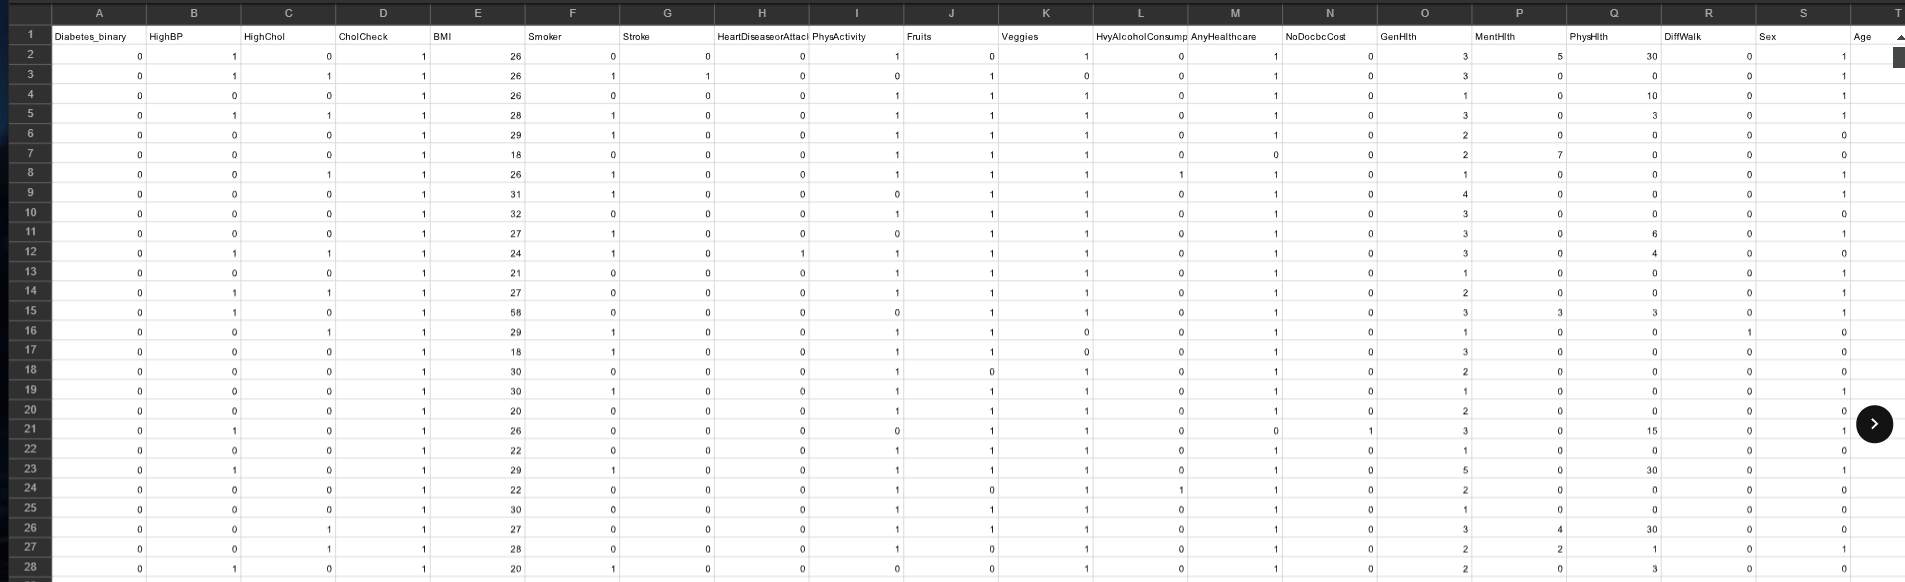 A B C D E F G H I J K L M N O P Q R S T
1 Diabetes_binary HighBP HighChol CholCheck BMI Smoker Stroke HeartDiseaseorAttack PhysActivity Fruits Veggies HvyAlcoholConsump AnyHealthcare NoDocbcCost GenHlth MentHlth PhysHlth DiffWalk Sex Age
2 0 1 0 1 26 0 0 0 1 0 1 0 1 0 3 5 30 0 1
3 0 1 1 1 26 1 1 0 0 1 0 0 1 0 3 0 0 0 1
4 0 0 0 1 26 0 0 0 1 1 1 0 1 0 1 0 10 0 1
5 0 1 1 1 28 1 0 0 1 1 1 0 1 0 3 0 3 0 1
6 0 0 0 1 29 1 0 0 1 1 1 0 1 0 2 0 0 0 0
7 0 0 0 1 18 0 0 0 1 1 1 0 0 0 2 7 0 0 0
8 0 0 1 1 26 1 0 0 1 1 1 1 1 0 1 0 0 0 1
9 0 0 0 1 31 1 0 0 0 1 1 0 1 0 4 0 0 0 1
10 0 0 0 1 32 0 0 0 1 1 1 0 1 0 3 0 0 0 0
11 0 0 0 1 27 1 0 0 0 1 1 0 1 0 3 0 6 0 1
12 0 1 1 1 24 1 0 1 1 1 1 0 1 0 3 0 4 0 0
13 0 0 0 1 21 0 0 0 1 1 1 0 1 0 1 0 0 0 1
14 0 1 1 1 27 0 0 0 1 1 1 0 1 0 2 0 0 0 1
15 0 1 0 1 58 0 0 0 0 1 1 0 1 0 3 3 3 0 1
16 0 0 1 1 29 1 0 0 1 1 0 0 1 0 1 0 0 1 0
17 0 0 0 1 18 1 0 0 1 1 0 0 1 0 3 0 0 0 0
18 0 0 0 1 30 0 0 0 1 0 1 0 1 0 2 0 0 0 0
19 0 0 0 1 30 1 0 0 1 1 1 0 1 0 1 0 0 0 1
20 0 0 0 1 20 0 0 0 1 1 1 0 1 0 2 0 0 0 0
21 0 1 0 1 26 0 0 0 0 1 1 0 0 1 3 0 15 0 1
22 0 0 0 1 22 0 0 0 1 1 1 0 1 0 1 0 0 0 0
23 0 1 0 1 29 1 0 0 1 1 1 0 1 0 5 0 30 0 1
24 0 0 0 1 22 0 0 0 1 0 1 1 1 0 2 0 0 0 0
25 0 0 0 1 30 0 0 0 1 1 1 0 1 0 1 0 0 0 0
26 0 0 1 1 27 0 0 0 1 1 1 0 1 0 3 4 30 0 0
27 0 0 1 1 28 0 0 0 1 0 1 0 1 0 2 2 1 0 1
28 0 1 0 1 20 1 0 0 0 0 1 0 1 0 2 0 3 0 0